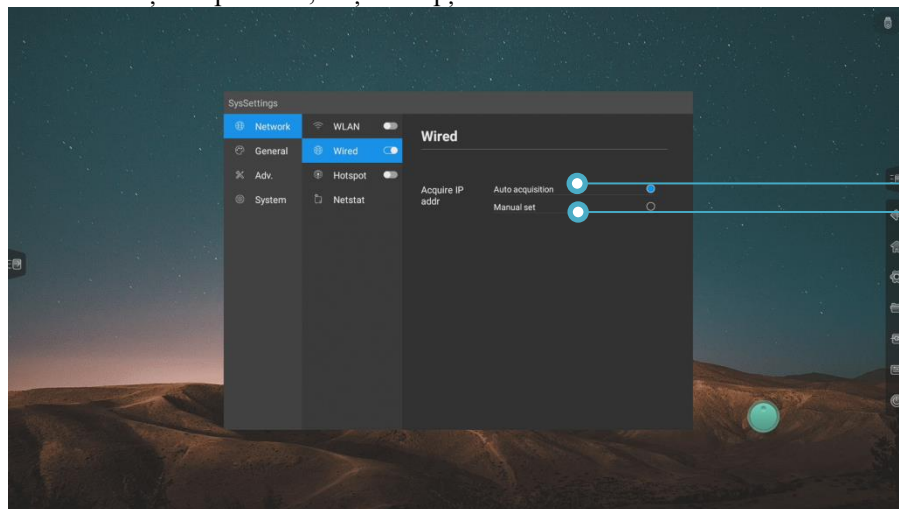 SysSettings
Network
General
Adv.
System
WLAN
Wired
Hotspot
Netstat
Wired
Acquire IP
addr
Auto acquisition
Manual set